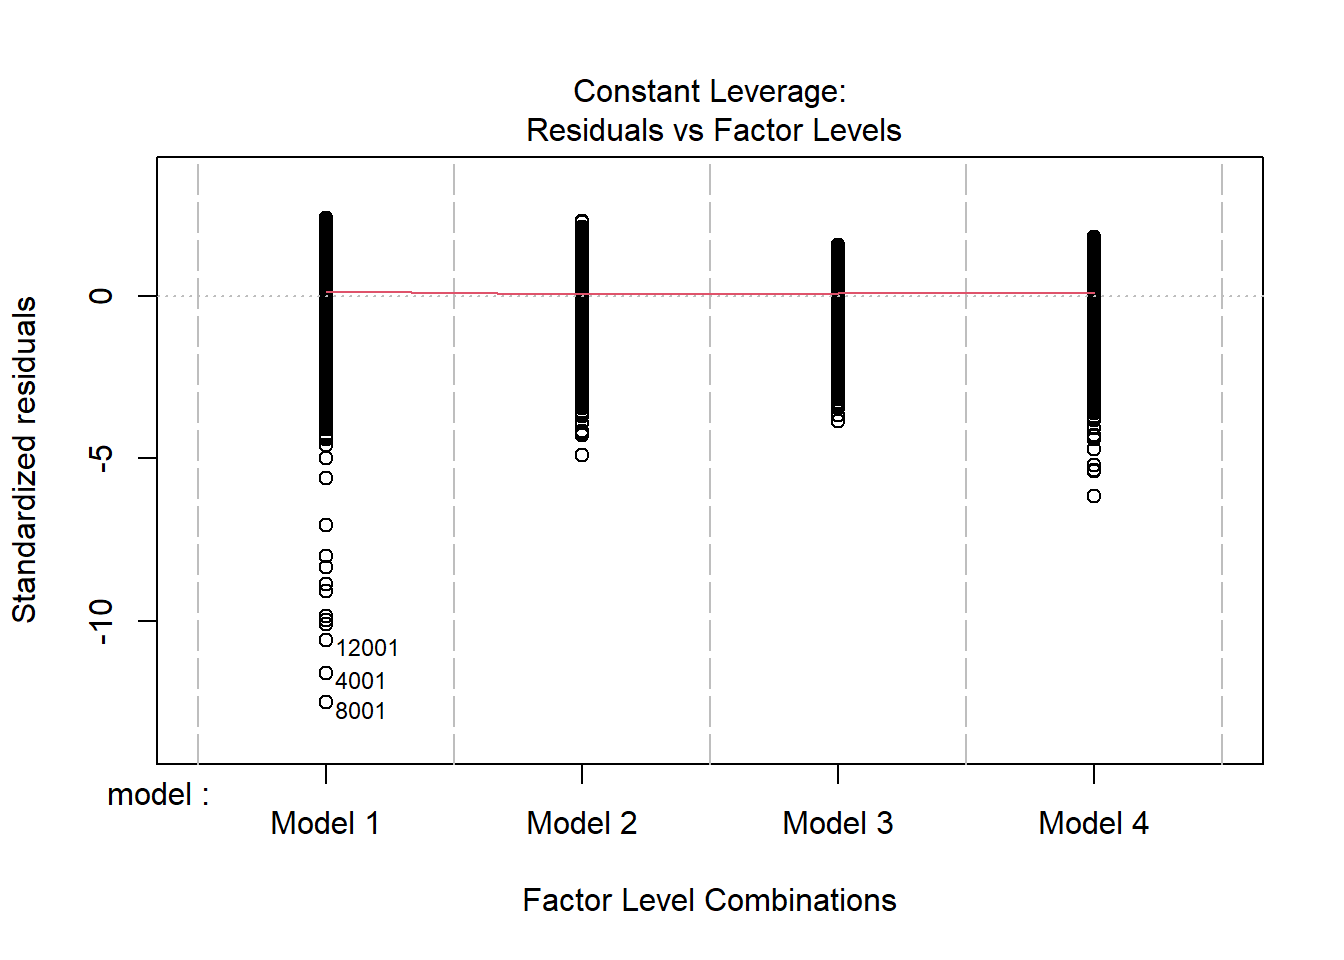 Constant Leverage:
Residuals vs Factor Levels
Standardized residuals
0
-5
-10
12001
4001
8001
model :
Model 1
Model 2
Model 3
Model 4
Factor Level Combinations